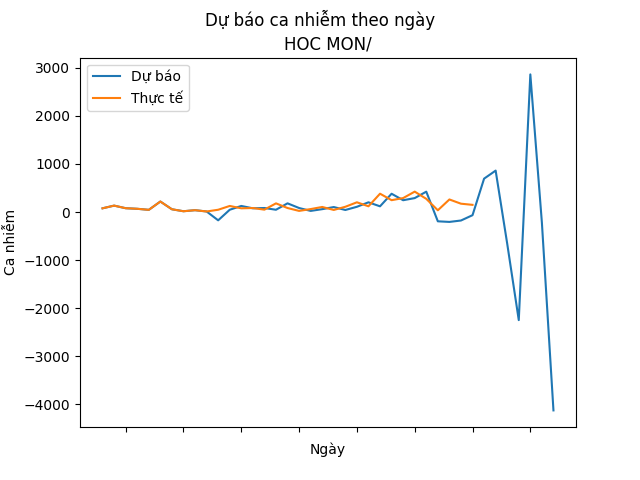 Dự báo ca nhiễm theo ngày
HOC MON/
Dự báo
Thực tế
3000
2000
1000
0
−1000
−2000
−3000
−4000
Ca nhiễm
Ngày